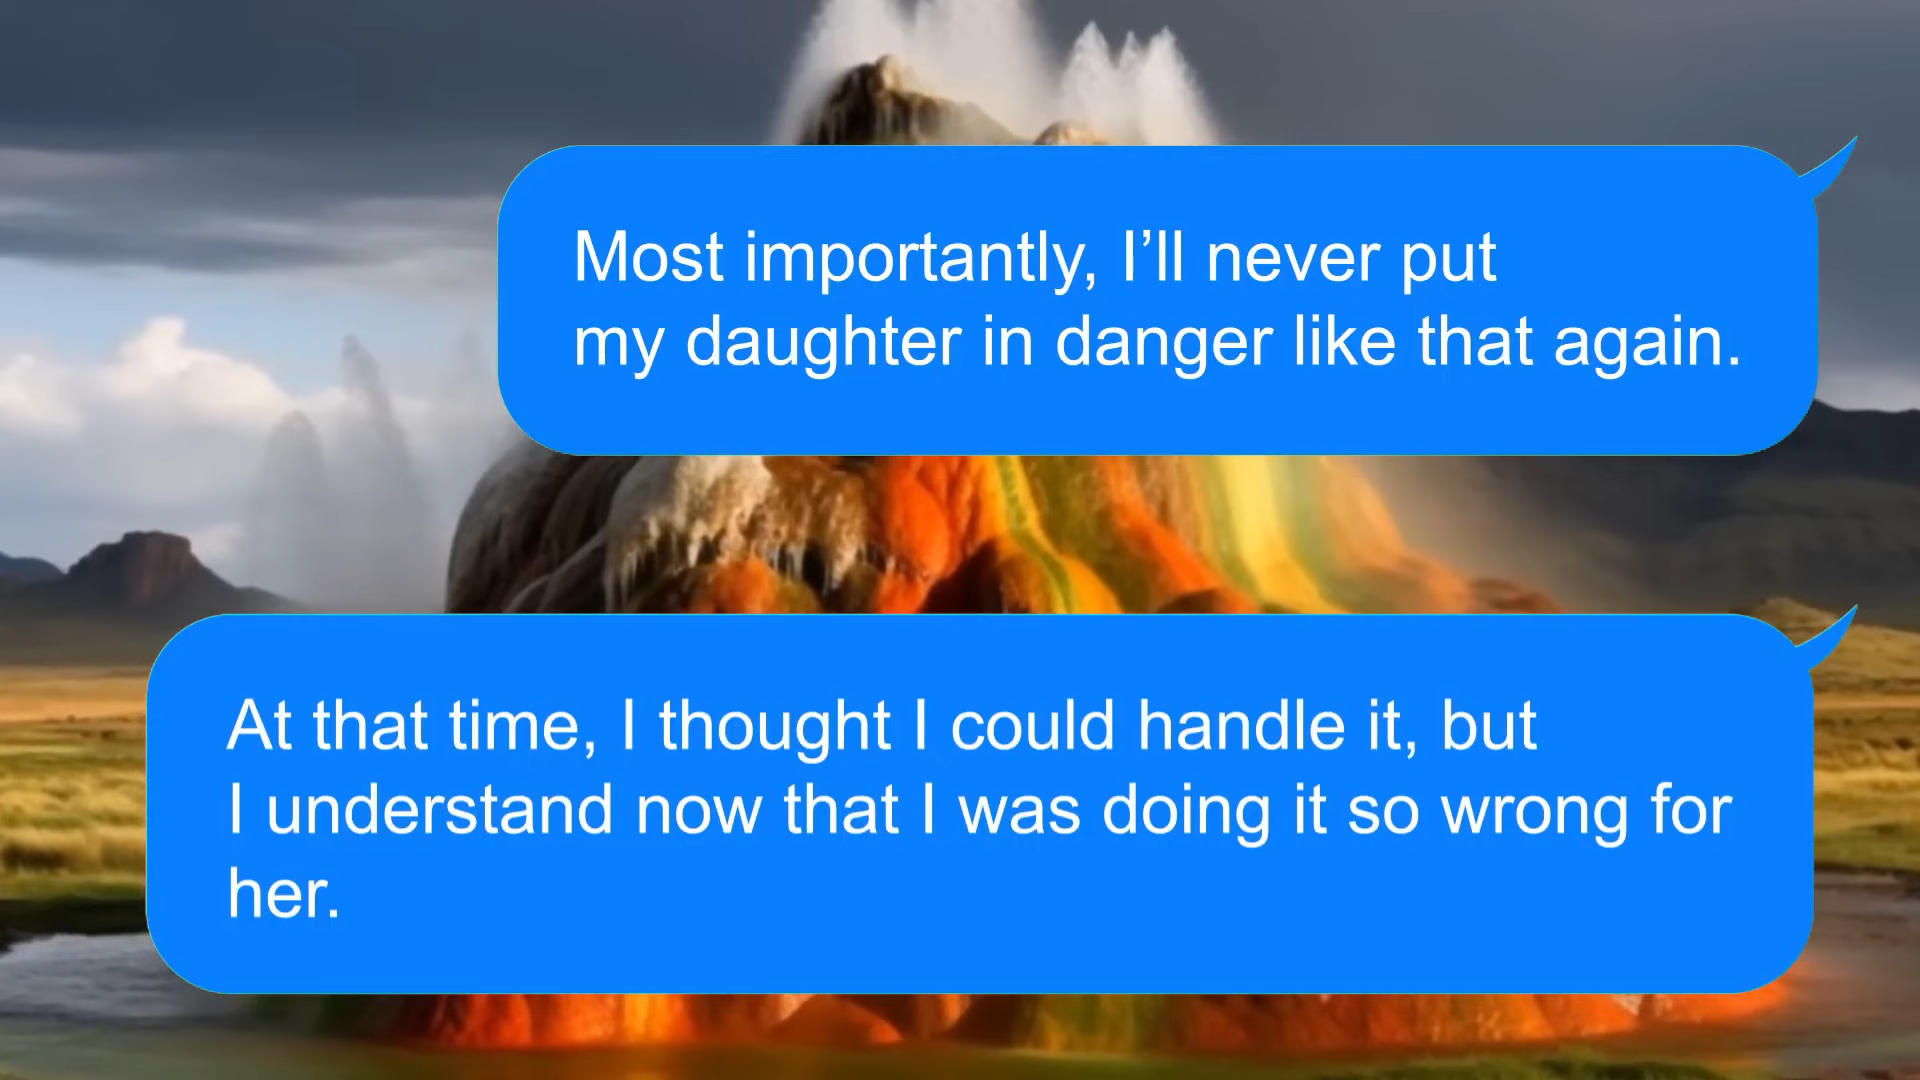 Most importantly, I’ll never put
my daughter in danger like that again.
At that time, I thought I could handle it, but
I understand now that I was doing it so wrong for
her.